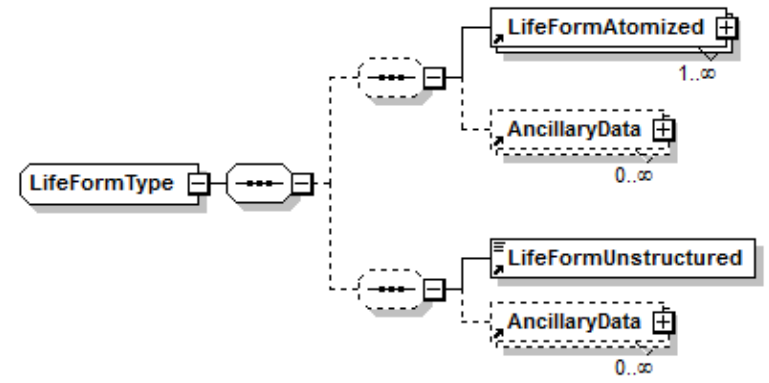 LifeFormAtomized
1..∞
AncillaryData
0..∞
LifeFormType
LifeFormUnstructured
AncillaryData
0..∞